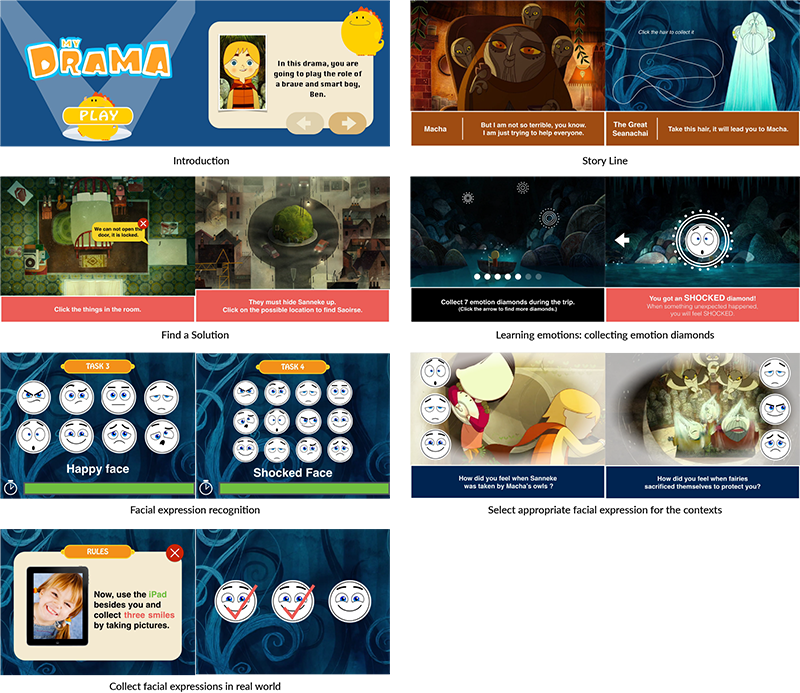 MY
DRAMA
PLAY
In this drama, you are
going to play the role of
a brave and smart boy,
Ben.
Introduction
Macha
But I am not so terrible, you know.
I am just trying to help everyone.
Click the hair to collect it
The Great
Seanachai
Take this hair, it will lead you to Macha.
Story Line
We can not open the
door, it is locked.
Click the things in the room.
They must hide Sanneke up.
Click on the possible location to find Saoirse.
Find a Solution
Collect 7 emotion diamonds during the trip.
(Click the arrow to find more diamonds.)
You got an SHOCKED diamond!
When something unexpected happened,
you will feel SHOCKED.
Learning emotions: collecting emotion diamonds
TASK 3
Happy face
TASK 4
Shocked Face
Facial expression recognition
How did you feel when Sanneke
was taken by Macha's owls ?
How did you feel when fairies
sacrificed themselves to protect you?
Select appropriate facial expression for the contexts
RULES
Now, use the iPad
besides you and
collect three smiles
by taking pictures.
Collect facial expressions in real world